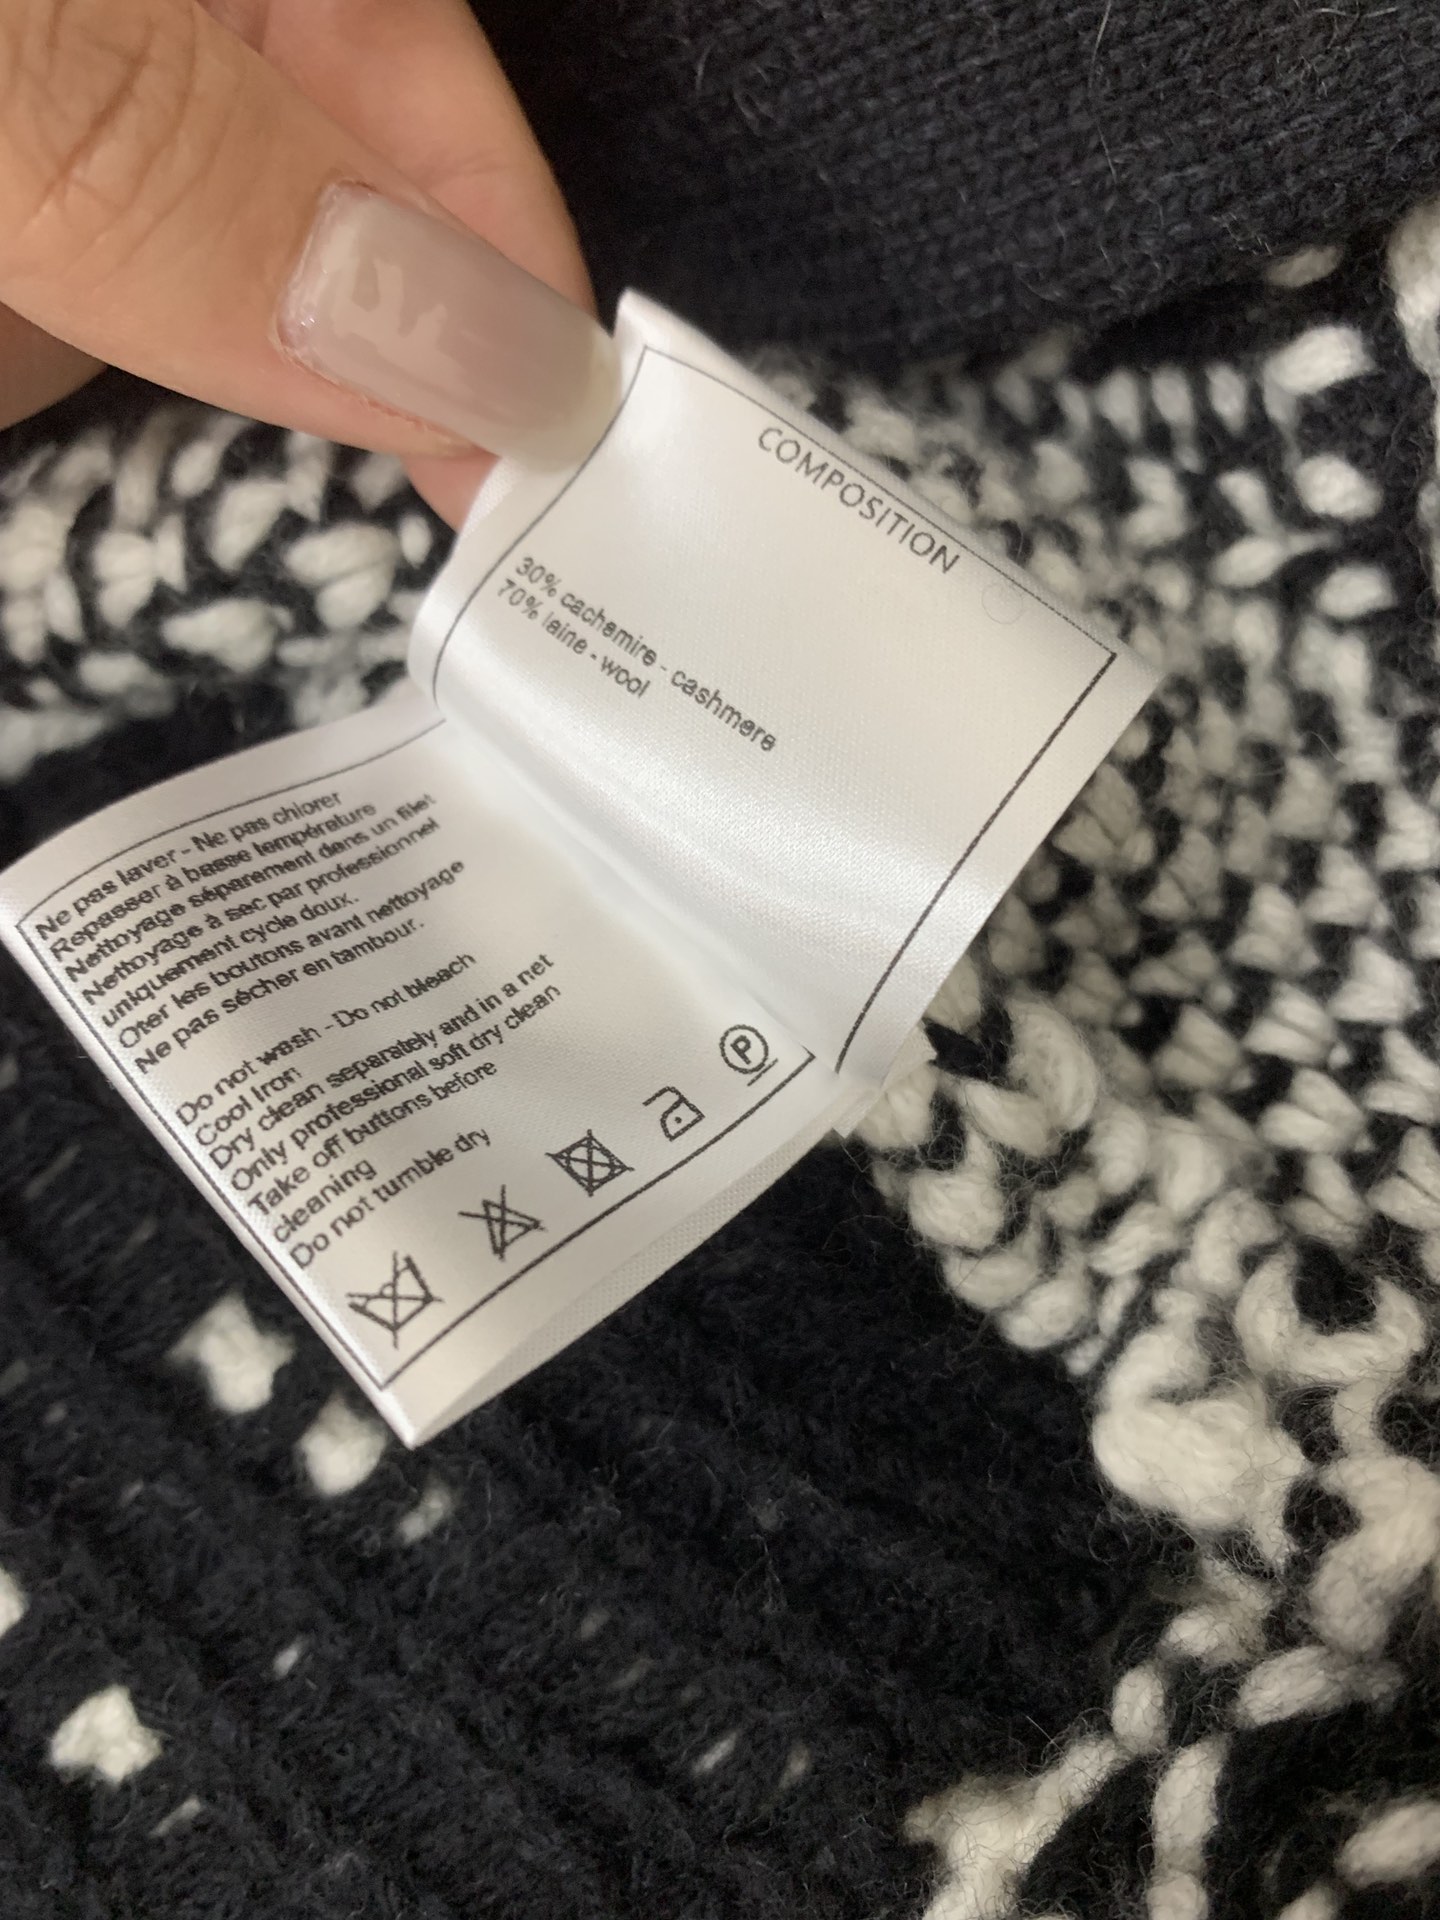 COMPOSITION
30% cachemire - cashmere
70% laine - wool
Ne pas laver - Ne pas chlorer
Repasser à basse température
Nettoyage séparement dans un filet
Nettoyage à sec par professionnel
uniquement cycle doux.
Oter les boutons avant nettoyage
Ne pas sécher en tambour.
Do not wash - Do not bleach
Cool Iron
Dry clean separately and in a net
Only professional soft dry clean
Take off buttons before
cleaning
Do not tumble dry
P